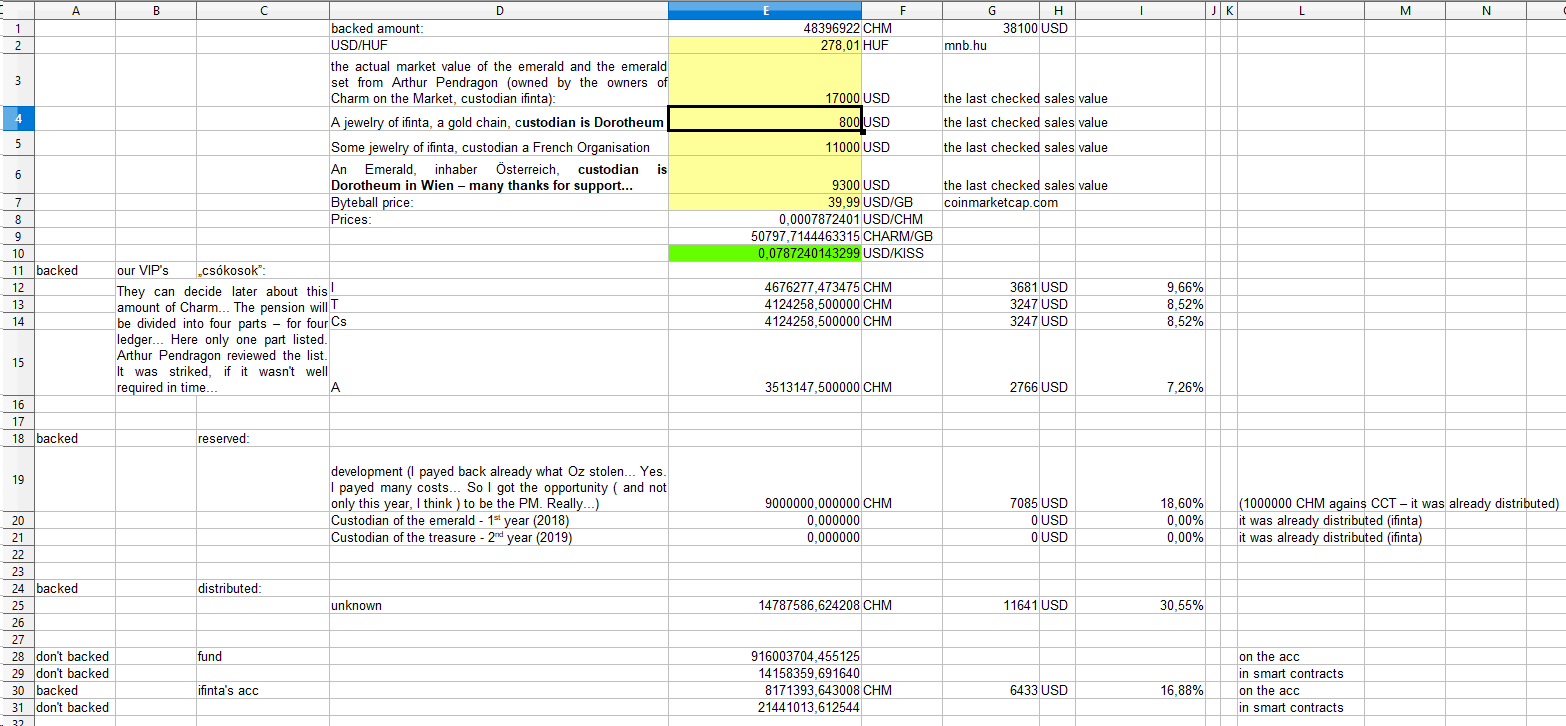 A B C D E F G H I J K L M N
1 backed amount: 48396922 CHM 38100 USD
2 USD/HUF 278,01 HUF mnb.hu
the actual market value of the emerald and the emerald
set from Arthur Pendragon (owned by the owners of
3 Charm on the Market, custodian ifinta): 17000 USD the last checked sales value
4 A jewelry of ifinta, a gold chain, custodian is Dorotheum 800 USD the last checked sales value
5 Some jewelry of ifinta, custodian a French Organisation 11000 USD the last checked sales value
An Emerald, inhaber Österreich, custodian is
6 Dorotheum in Wien – many thanks for support... 9300 USD the last checked sales value
7 Byteball price: 39,99 USD/GB coinmarketcap.com
8 Prices: 0,0007872401 USD/CHM
9 50797,7144463315 CHARM/GB
10 0,0787240143299 USD/KISS
11 backed our VIP's „csókosok”:
12 They can decide later about this I 4676277,473475 CHM 3681 USD 9,66%
13 amount of Charm... The pension will T 4124258,500000 CHM 3247 USD 8,52%
14 be divided into four parts – for four Cs 4124258,500000 CHM 3247 USD 8,52%
ledger... Here only one part listed.
15 Arthur Pendragon reviewed the list.
It was striked, if it wasn't well
required in time... A 3513147,500000 CHM 2766 USD 7,26%
16
17
18 backed reserved:
development (I payed back already what Oz stolen... Yes.
19 I payed many costs... So I got the opportunity ( and not
only this year, I think ) to be the PM. Really...) 9000000,000000 CHM 7085 USD 18,60% (1000000 CHM agains CCT – it was already distributed)
20 Custodian of the emerald - 1st year (2018) 0,000000 0 USD 0,00% it was already distributed (ifinta)
21 Custodian of the treasure - 2nd year (2019) 0,000000 0 USD 0,00% it was already distributed (ifinta)
22
23
24 backed distributed:
25 unknown 14787586,624208 CHM 11641 USD 30,55%
26
27
28 don't backed fund 916003704,455125 on the acc
29 don't backed 14158359,691640 in smart contracts
30 backed ifinta's acc 8171393,643008 CHM 6433 USD 16,88% on the acc
31 don't backed 21441013,612544 in smart contracts
32